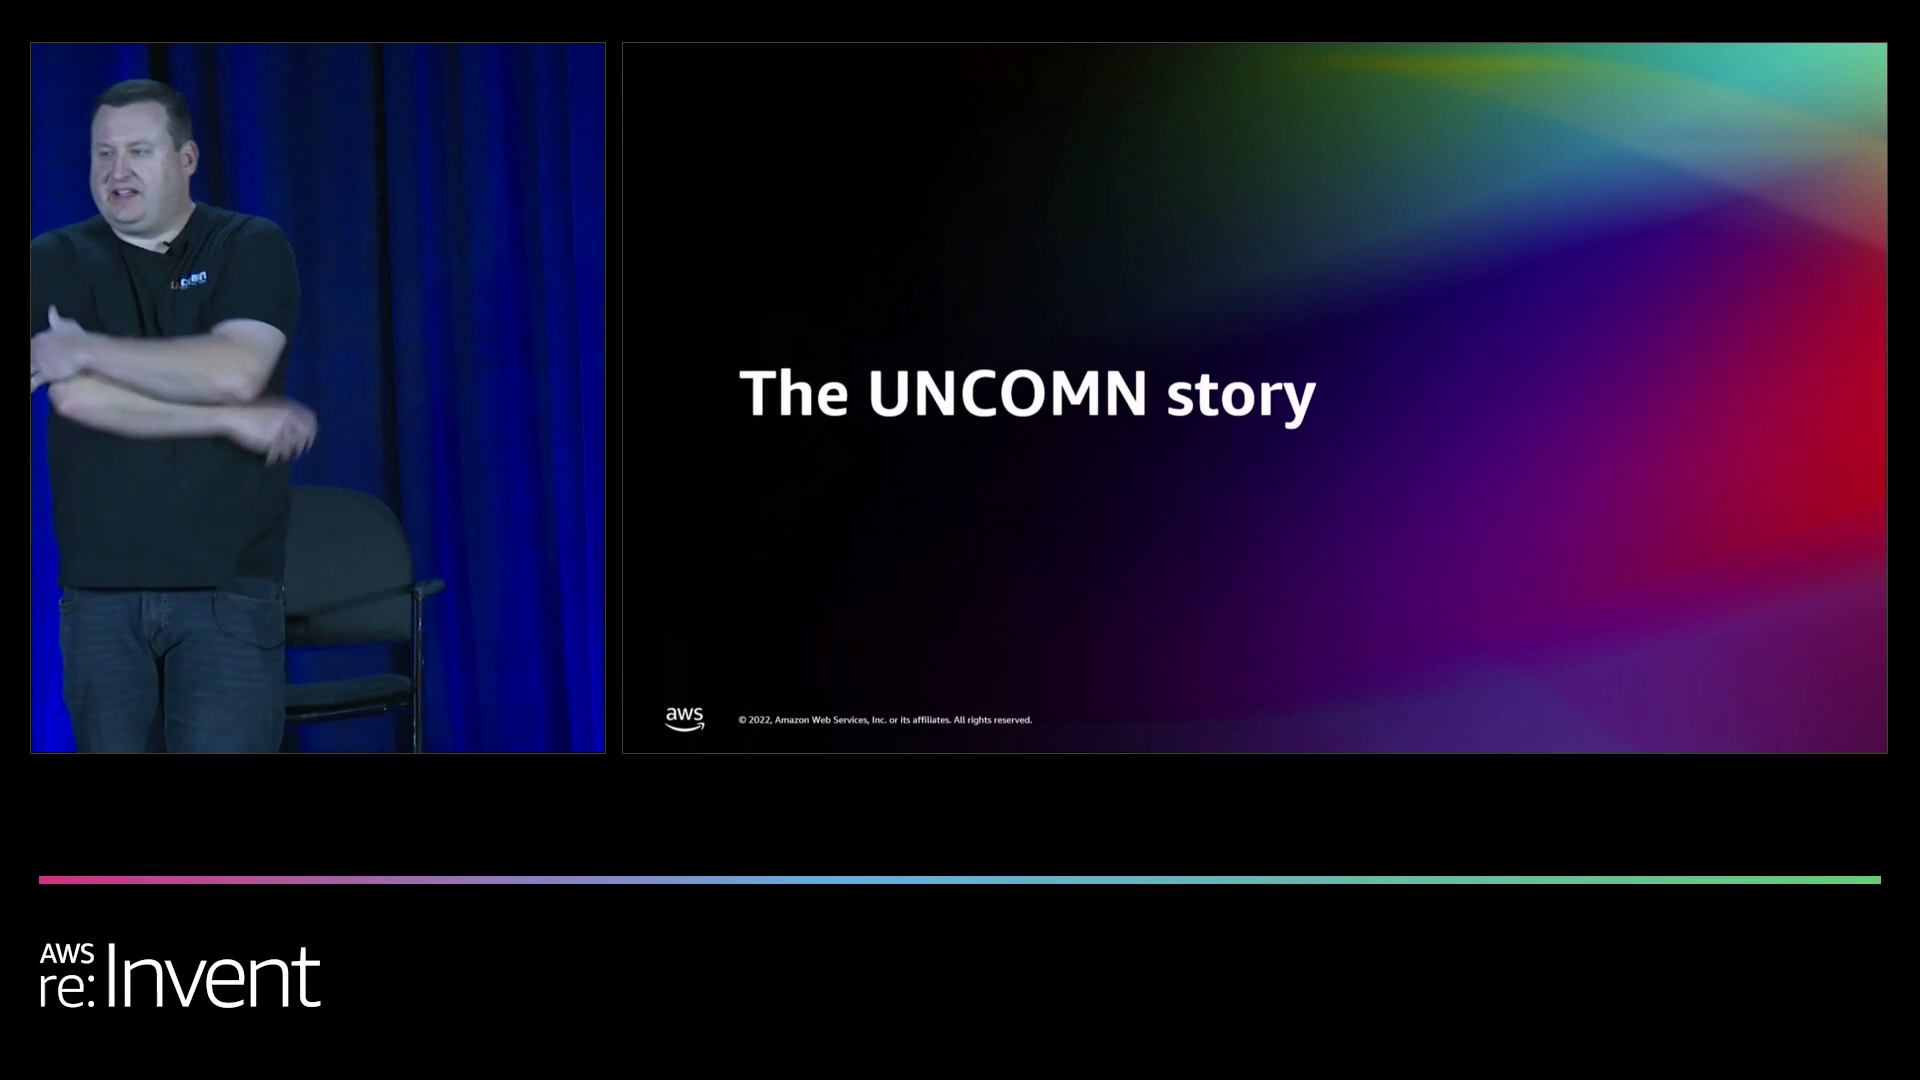 The UNCOMN story
aws
© 2022, Amazon Web Services, Inc. or its affiliates. All rights reserved.
AWS
re:Invent